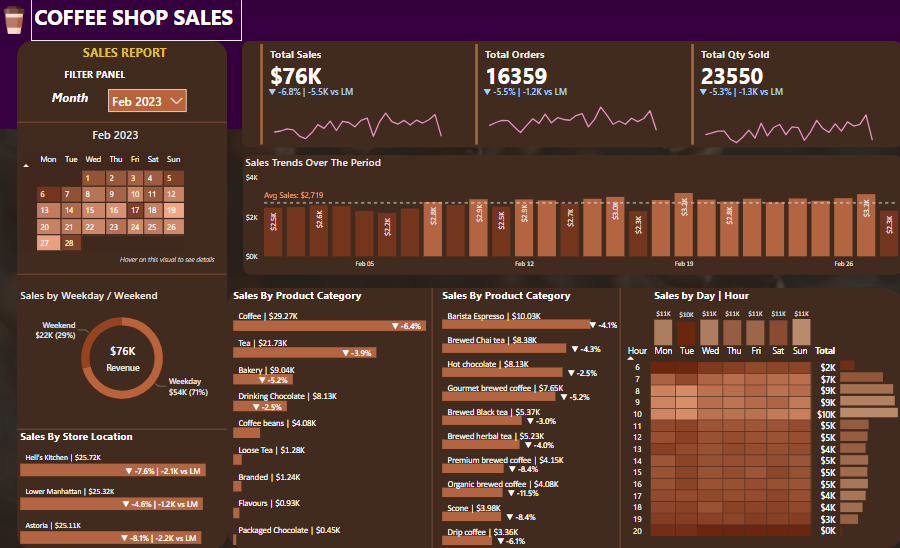 COFFEE SHOP SALES
SALES REPORT
FILTER PANEL
Month
Feb 2023
Feb 2023
Mon Tue Wed Thu Fri Sat Sun
1 2 3 4 5
6 7 8 9 10 11 12
13 14 15 16 17 18 19
20 21 22 23 24 25 26
27 28
Hover on this visual to see details
Total Sales
$76K
▼ -6.8% | -5.5K vs LM
Total Orders
16359
▼ -5.5% | -1.2K vs LM
Total Qty Sold
23550
▼ -5.3% | -1.3K vs LM
Sales Trends Over The Period
$4K
$2K
$0K
Avg Sales: $2,719
$2.5K $2.6K $2.2K $2.8K $2.9K $2.5K $2.9K $2.7K $3.0K $2.3K $3.2K $2.8K $3.2K $2.3K
Feb 05 Feb 12 Feb 19 Feb 26
Sales by Weekday / Weekend
Weekend
$22K (29%)
$76K
Revenue
Weekday
$54K (71%)
Sales By Store Location
Hell's Kitchen | $25.72K
▼ -7.6% | -2.1K vs LM
Lower Manhattan | $25.32K
▼ -4.6% | -1.2K vs LM
Astoria | $25.11K
▼ -8.1% | -2.2K vs LM
Sales By Product Category
Coffee | $29.27K
▼ -6.4%
Tea | $21.73K
▼ -3.9%
Bakery | $9.04K
▼ -5.2%
Drinking Chocolate | $8.13K
▼ -2.5%
Coffee beans | $4.08K
Loose Tea | $1.28K
Branded | $1.24K
Flavours | $0.93K
Packaged Chocolate | $0.45K
Sales By Product Category
Barista Espresso | $10.03K
▼ -4.1%
Brewed Chai tea | $8.38K
▼ -4.3%
Hot chocolate | $8.13K
▼ -2.5%
Gourmet brewed coffee | $7.65K
▼ -5.2%
Brewed Black tea | $5.37K
▼ -3.0%
Brewed herbal tea | $5.23K
▼ -4.0%
Premium brewed coffee | $4.15K
▼ -8.4%
Organic brewed coffee | $4.08K
▼ -11.5%
Scone | $3.98K
▼ -8.4%
Drip coffee | $3.36K
▼ -6.1%
Sales by Day | Hour
$11K $10K $11K $11K $11K $11K $11K
Mon Tue Wed Thu Fri Sat Sun
Hour Total
6 $2K
7 $7K
8 $9K
9 $9K
10 $10K
11 $5K
12 $5K
13 $4K
14 $5K
15 $5K
16 $5K
17 $4K
18 $4K
19 $3K
20 $0K